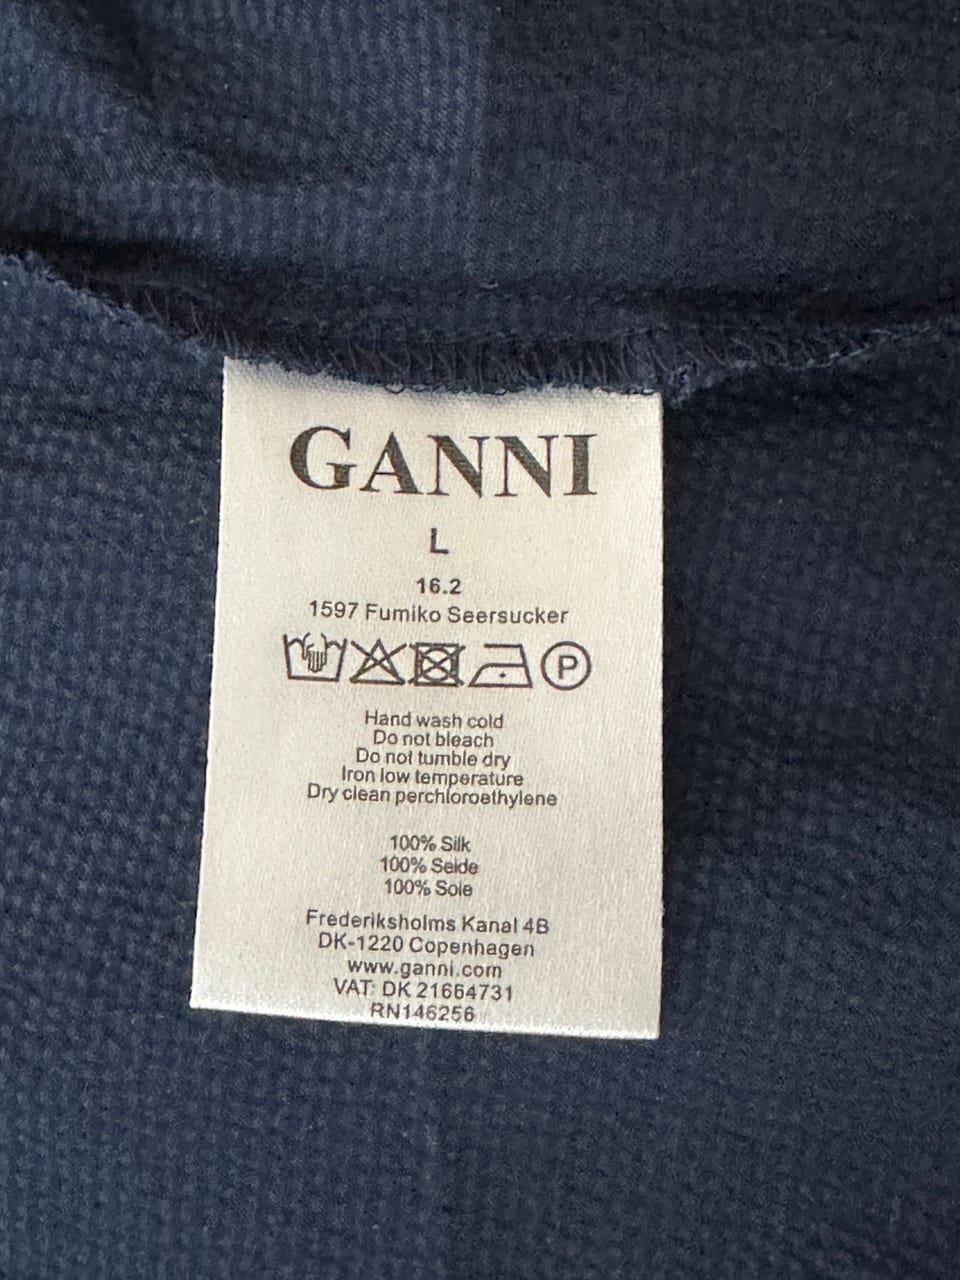 GANNI
L
16.2
1597 Fumiko Seersucker
P
Hand wash cold
Do not bleach
Do not tumble dry
Iron low temperature
Dry clean perchloroethylene
100% Silk
100% Seide
100% Soie
Frederiksholms Kanal 4B
DK-1220 Copenhagen
www.ganni.com
VAT: DK 21664731
RN146256